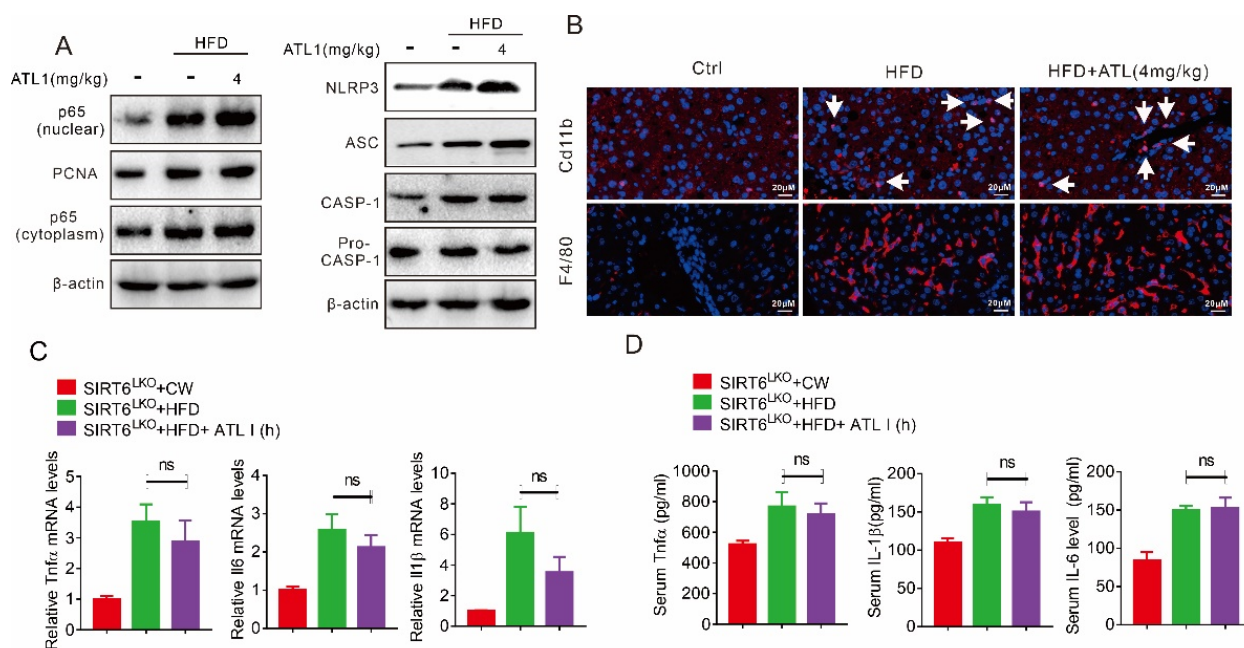 A
HFD
ATL1(mg/kg) - - 4
p65
(nuclear)
PCNA
p65
(cytoplasm)
β-actin
HFD
ATL1(mg/kg) - - 4
NLRP3
ASC
CASP-1
Pro-
CASP-1
β-actin
B
Ctrl HFD HFD+ATL(4mg/kg)
Cd11b
20μM 20μM 20μM
F4/80
20μM 20μM 20μM
C
SIRT6LKO+CW
SIRT6LKO+HFD
SIRT6LKO+HFD+ ATL I (h)
Relative Tnfα mRNA levels
5
4
3
2
1
0
ns
Relative Il6 mRNA levels
4
3
2
1
0
ns
Relative Il1β mRNA levels
10
8
6
4
2
0
ns
D
SIRT6LKO+CW
SIRT6LKO+HFD
SIRT6LKO+HFD+ ATL I (h)
Serum Tnfα (pg/ml)
1000
800
600
400
200
0
ns
Serum IL-1β(pg/ml)
200
150
100
50
0
ns
Serum IL-6 level (pg/ml)
200
150
100
50
0
ns